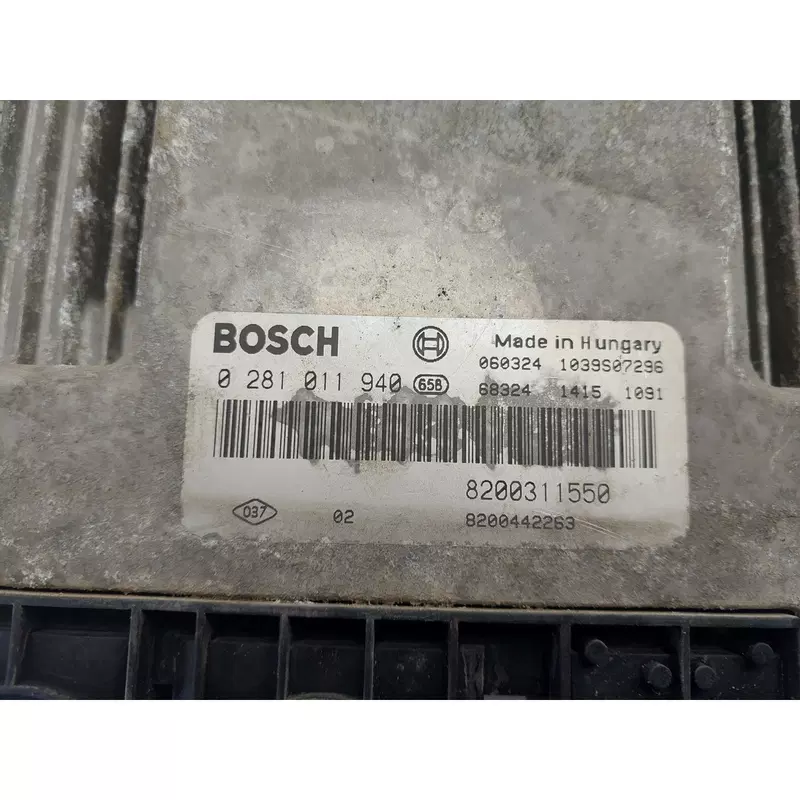 BOSCH
Made in Hungary
060324 1039S07296
0 281 011 940 658
68324 1415 1091
8200311550
037 02 8200442263